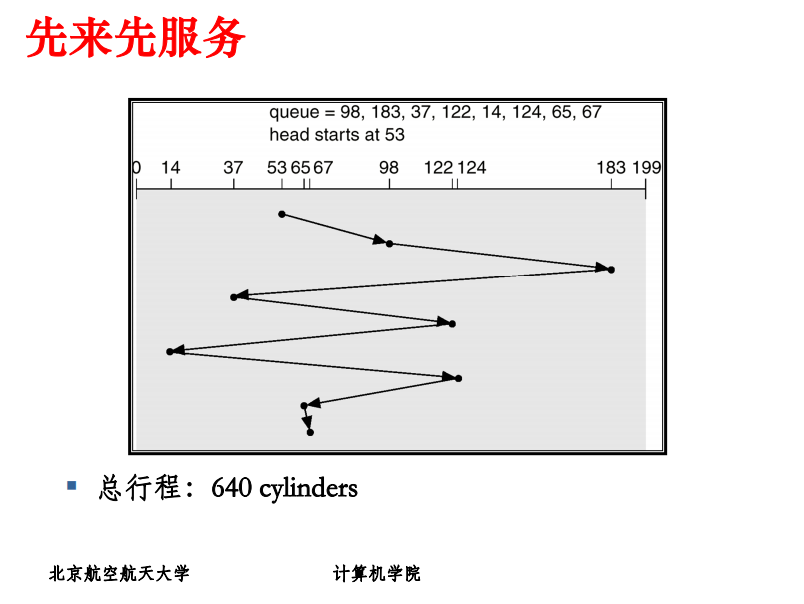 先来先服务
queue = 98, 183, 37, 122, 14, 124, 65, 67
head starts at 53
0 14 37 53 65 67 98 122 124 183 199
总行程：640 cylinders
北京航空航天大学 计算机学院